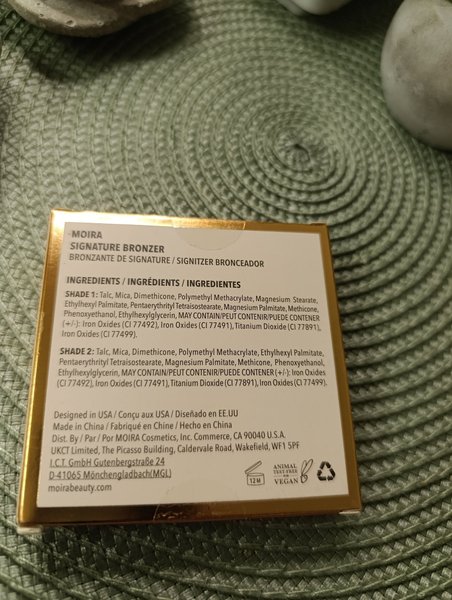 MOIRA
SIGNATURE BRONZER
BRONZANTE DE SIGNATURE / SIGNITZER BRONCEADOR
INGREDIENTS / INGRÉDIENTS / INGREDIENTES
SHADE 1: Talc, Mica, Dimethicone, Polymethyl Methacrylate, Magnesium Stearate,
Ethylhexyl Palmitate, Pentaerythrityl Tetraisostearate, Magnesium Palmitate, Methicone,
Phenoxyethanol, Ethylhexylglycerin, MAY CONTAIN/PEUT CONTENIR/PUEDE CONTENER
(+/-): Iron Oxides (CI 77492), Iron Oxides (CI 77491), Titanium Dioxide (CI 77891),
Iron Oxides (CI 77499).
SHADE 2: Talc, Mica, Dimethicone, Polymethyl Methacrylate, Ethylhexyl Palmitate,
Pentaerythrityl Tetraisostearate, Magnesium Palmitate, Methicone, Phenoxyethanol,
Ethylhexylglycerin, MAY CONTAIN/PEUT CONTENIR/PUEDE CONTENER (+/-): Iron Oxides
(CI 77492), Iron Oxides (CI 77491), Titanium Dioxide (CI 77891), Iron Oxides (CI 77499).
Designed in USA / Conçu aux USA / Diseñado en EE.UU
Made in China / Fabriqué en Chine / Hecho en China
Dist. By / Par / Por MOIRA Cosmetics, Inc. Commerce, CA 90040 U.S.A.
UKCT Limited, The Picasso Building, Caldervale Road, Wakefield, WF1 5PF
I.C.T. GmbH Gutenbergstraße 24
D-41065 Mönchengladbach(MGL)
moirabeauty.com
12 M
ANIMAL
TEST-FREE
VEGAN